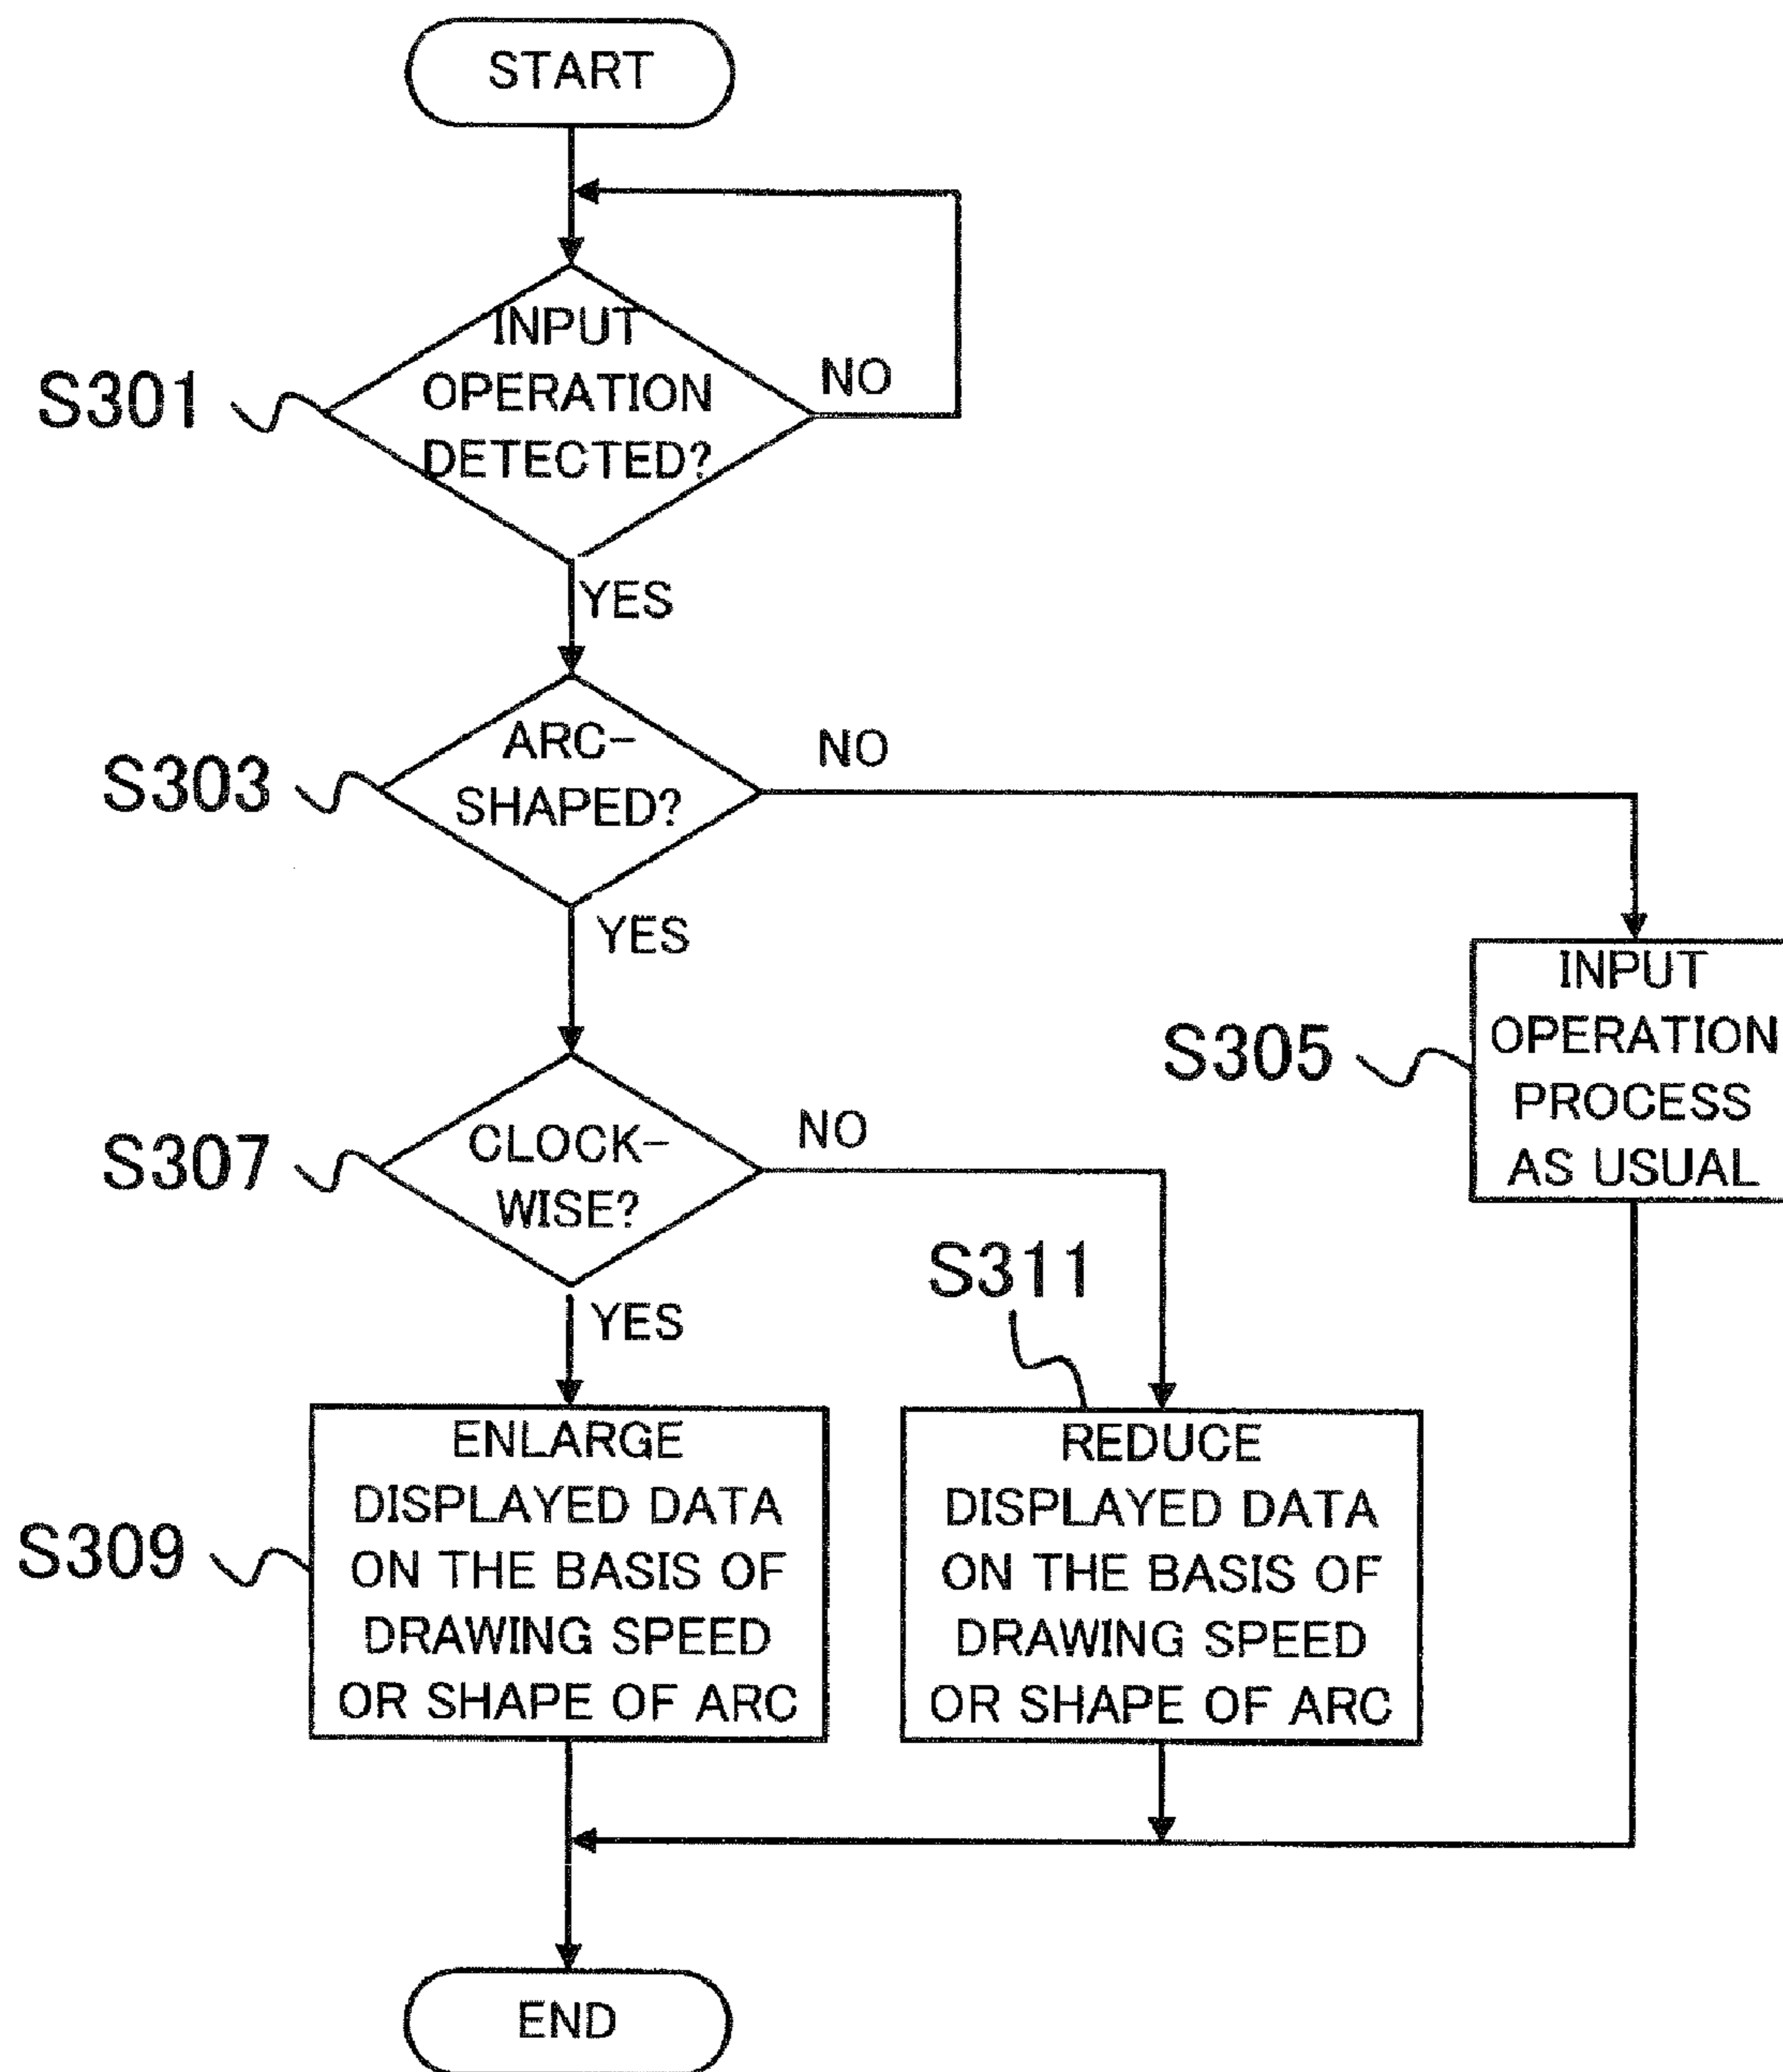 START
INPUT
OPERATION
DETECTED?
NO
S301
YES
ARC-
SHAPED?
NO
S303
YES
INPUT
OPERATION
PROCESS
AS USUAL
S305
CLOCK-
WISE?
NO
S307
YES
S311
ENLARGE
DISPLAYED DATA
ON THE BASIS OF
DRAWING SPEED
OR SHAPE OF ARC
S309
REDUCE
DISPLAYED DATA
ON THE BASIS OF
DRAWING SPEED
OR SHAPE OF ARC
END